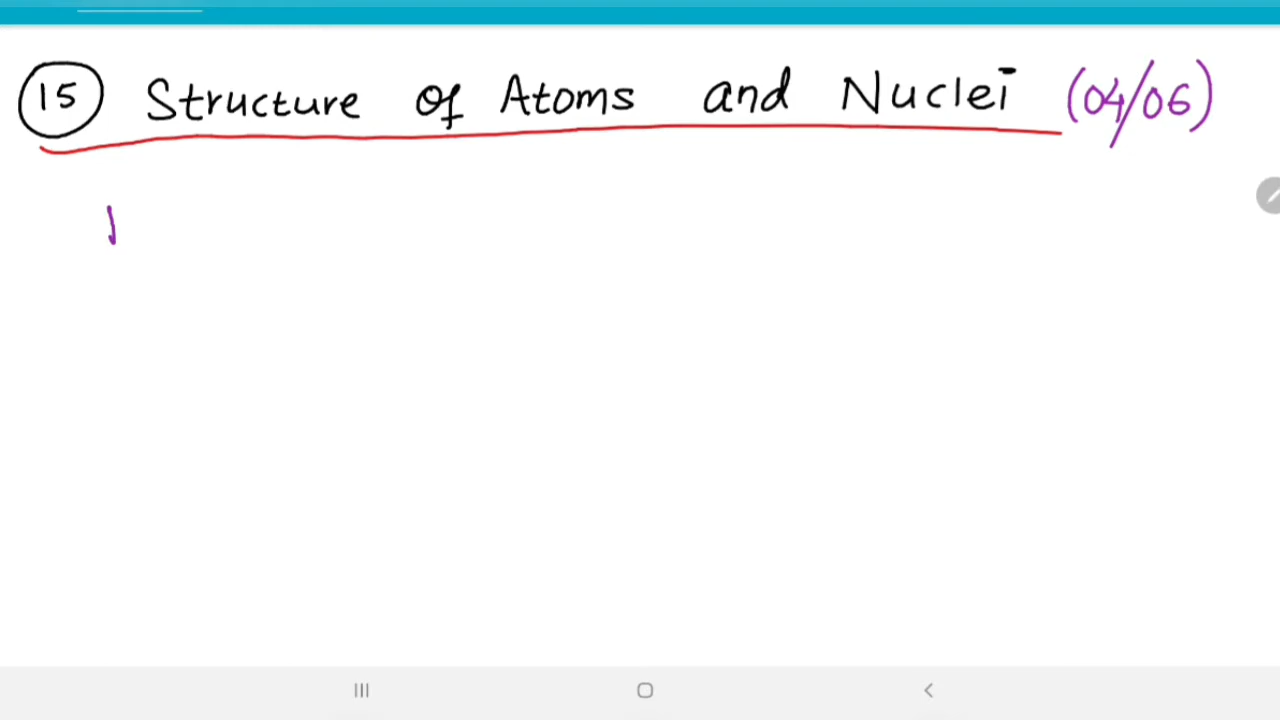 15 Structure of Atoms and Nuclei (04/06)